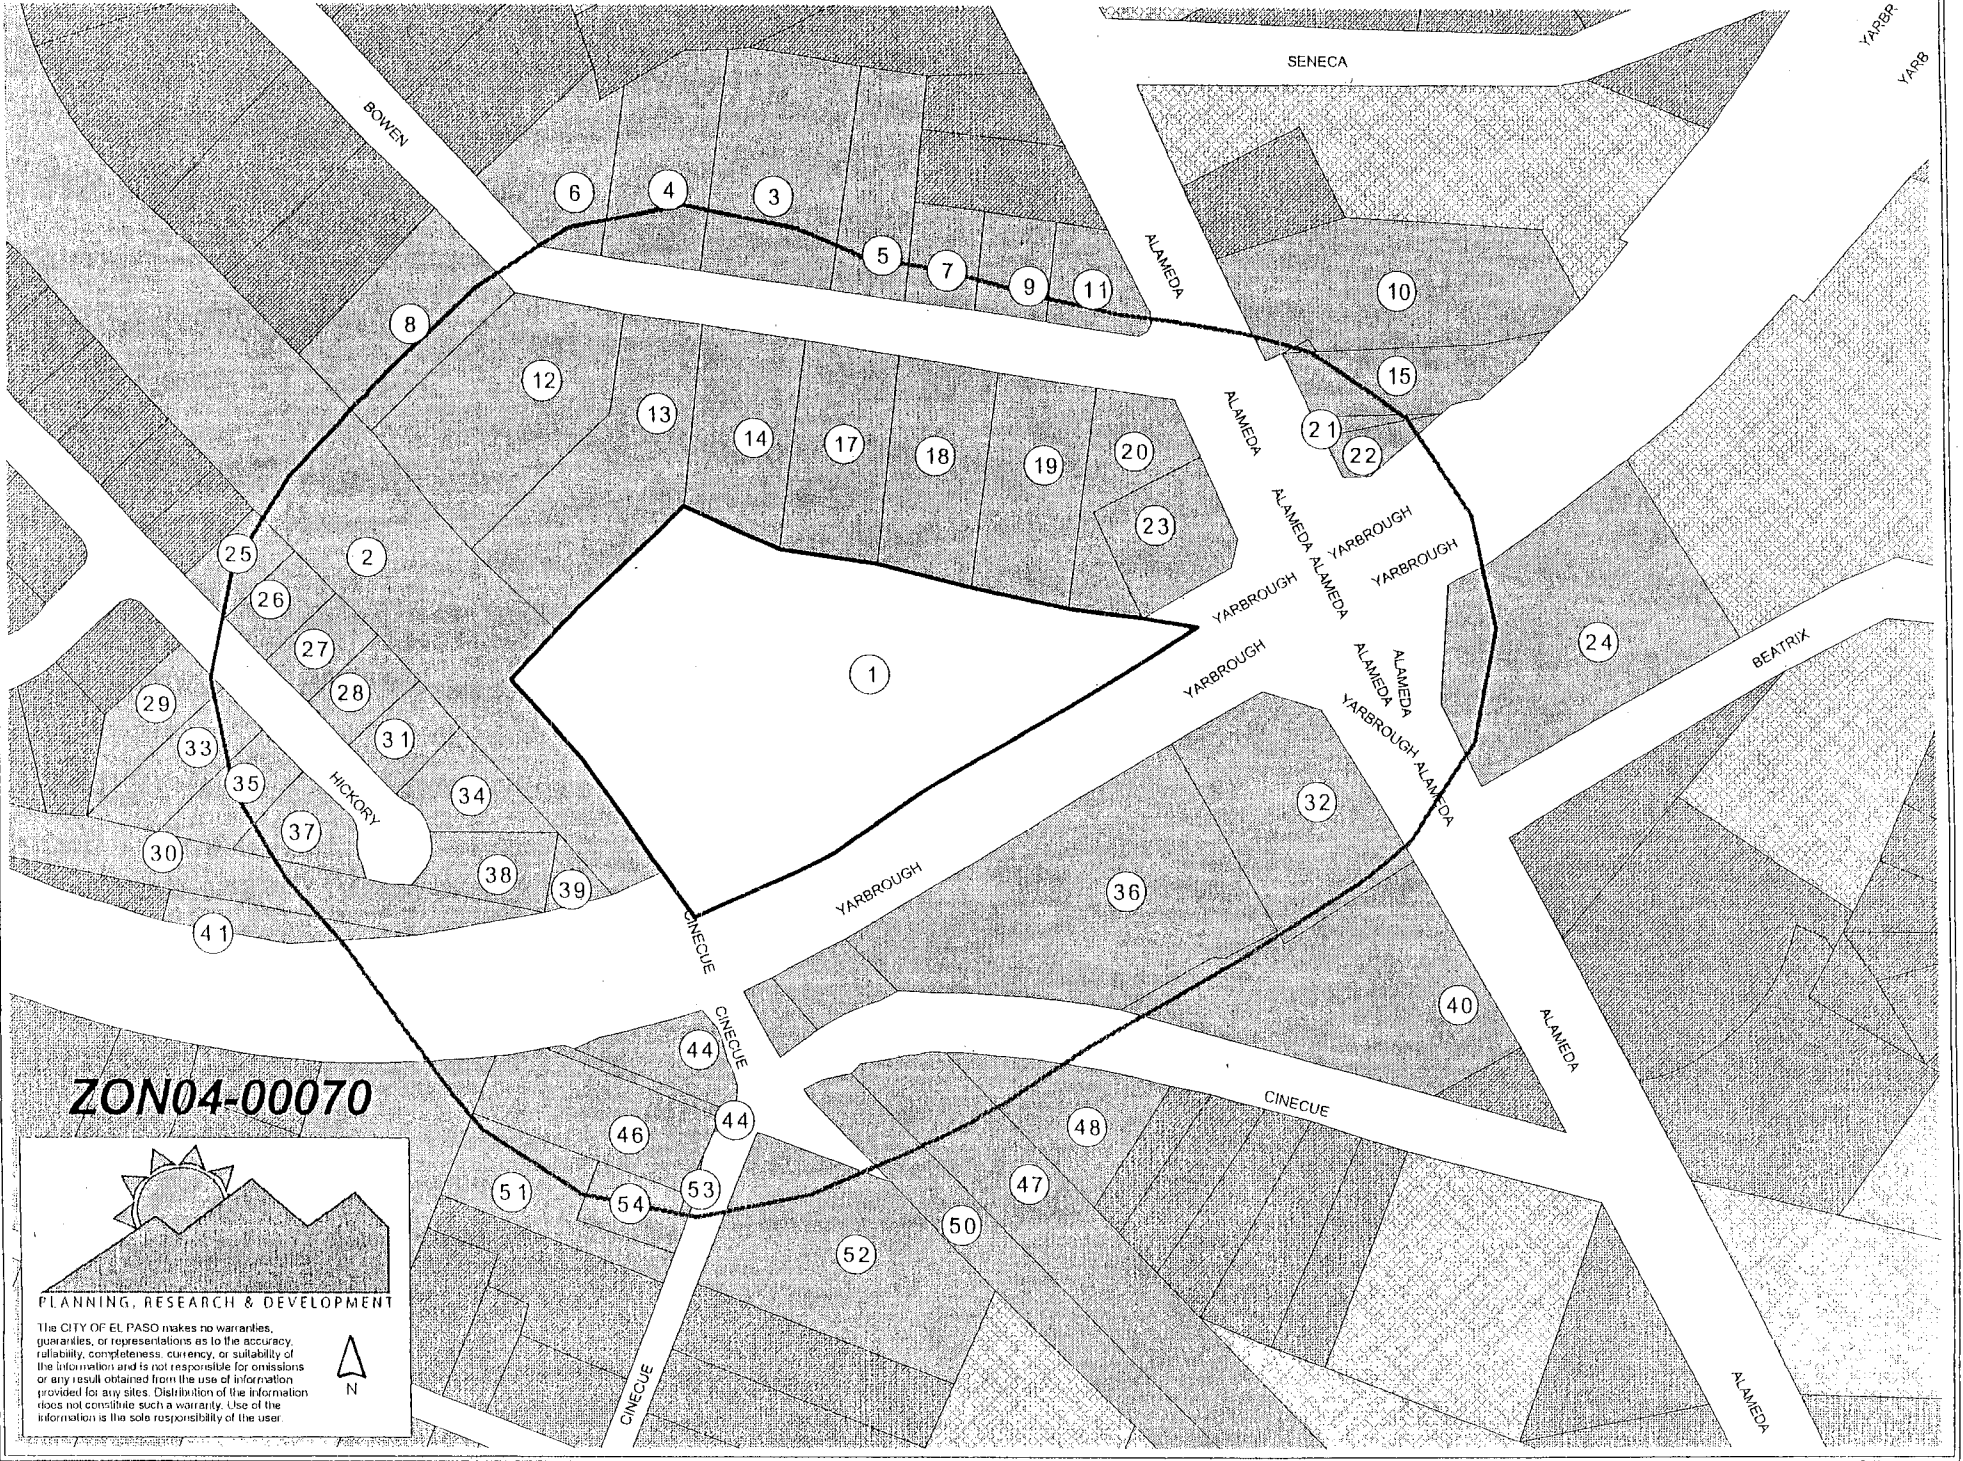 YARBR
YARB
SENECA
BOWEN
6
4
3
ALAMEDA
5
7
9
11
10
8
12
15
13
ALAMEDA
14
17
18
19
20
21
22
23
ALAMEDA
YARBROUGH
25
2
YARBROUGH
ALAMEDA
26
YARBROUGH
27
24
BEATRIX
YARBROUGH
1
ALAMEDA
ALAMEDA
28
29
33
31
YARBROUGH
ALAMEDA
35
HICKORY
34
32
37
30
38
39
YARBROUGH
36
41
CINECUE
40
CINECUE
44
ALAMEDA
ZON04-00070
CINECUE
44
46
48
51
53
54
47
50
52
PLANNING, RESEARCH & DEVELOPMENT
The CITY OF EL PASO makes no warranties,
guaranties, or representations as to the accuracy,
reliability, completeness, currency, or suitability of
the information and is not responsible for omissions
or any result obtained from the use of information
provided for any sites. Distribution of the information
does not constitute such a warranty. Use of the
information is the sole responsibility of the user.
N
CINECUE
ALAMEDA